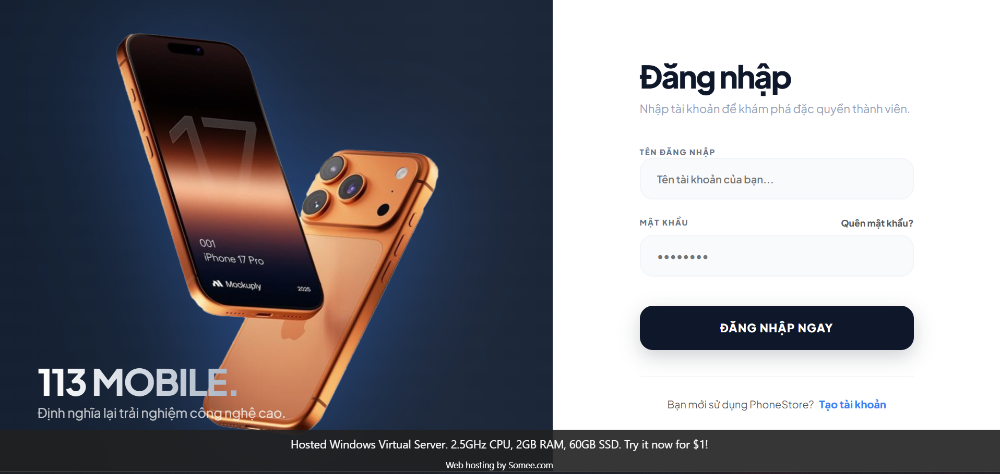 17
001
iPhone 17 Pro
Mockuply
2025
113 MOBILE.
Định nghĩa lại trải nghiệm công nghệ cao.
Đăng nhập
Nhập tài khoản để khám phá đặc quyền thành viên.
TÊN ĐĂNG NHẬP
Tên tài khoản của bạn...
MẬT KHẨU
Quên mật khẩu?
••••••••
ĐĂNG NHẬP NGAY
Bạn mới sử dụng PhoneStore? Tạo tài khoản
Hosted Windows Virtual Server. 2.5GHz CPU, 2GB RAM, 60GB SSD. Try it now for $1!
Web hosting by Somee.com